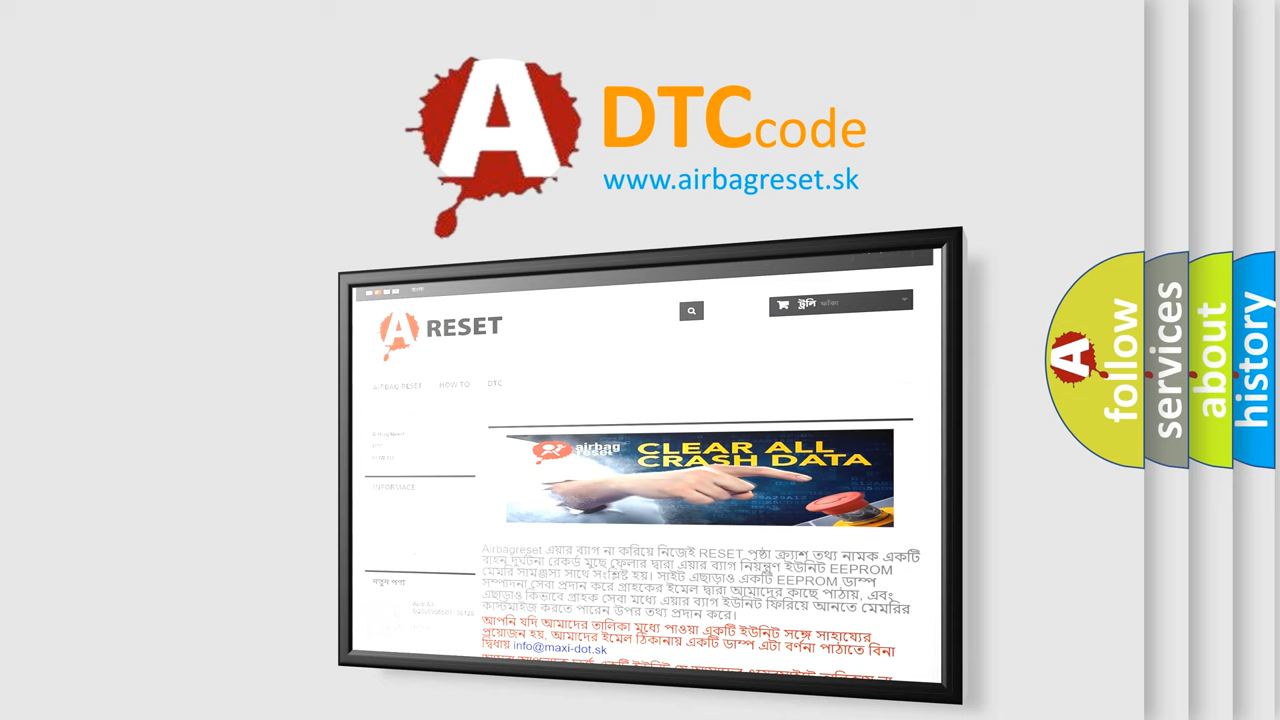 A
DTC code
www.airbagreset.sk
বাংলা
A RESET
ট্রলি
AIRBAG RESET HOW TO DTC
airbag
reset
CLEAR ALL
CRASH DATA
INFORMACE
Airbagreset এয়ার ব্যাগ না করিয়ে নিজেই RESET পৃষ্ঠা ক্র্যাশ তথ্য নামক একটি
বাহন দুর্ঘটনা রেকর্ড মুছে ফেলার দ্বারা এয়ার ব্যাগ নিয়ন্ত্রণ ইউনিট EEPROM
মেমরি সামঞ্জস্য সাথে সংশ্লিষ্ট হয়। সাইট এছাড়াও একটি EEPROM ডাম্প
সম্পাদনা সেবা প্রদান করে গ্রাহকের ইমেল দ্বারা আমাদের কাছে পাঠায়, এবং
এছাড়াও কিভাবে গ্রাহক সেবা মধ্যে এয়ার ব্যাগ ইউনিট ফিরিয়ে আনতে মেমরির
কাস্টমাইজ করতে পারেন উপর তথ্য প্রদান করে।
আপনি যদি আমাদের তালিকা মধ্যে পাওয়া একটি ইউনিট সঙ্গে সাহায্যের
প্রয়োজন হয়, আমাদের ইমেল ঠিকানায় একটি ডাম্প এটা বর্ণনা পাঠাতে বিনা
দ্বিধায় info@maxi-dot.sk
নতুন পণ্য
A
follow
services
about
history